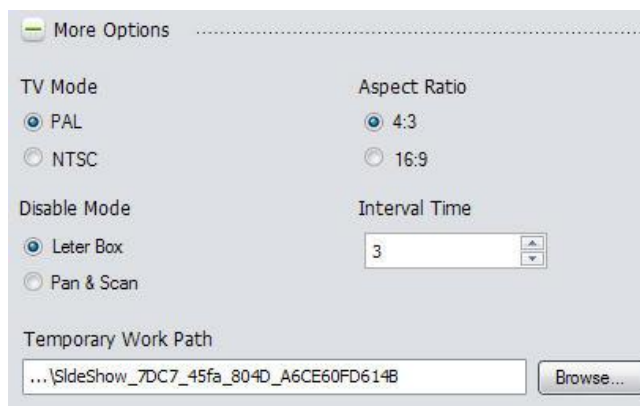 More Options
TV Mode
Aspect Ratio
PAL
4:3
NTSC
16:9
Disable Mode
Interval Time
Leter Box
3
Pan & Scan
Temporary Work Path
...\SldeShow_7DC7_45fa_804D_A6CE60FD614B
Browse...